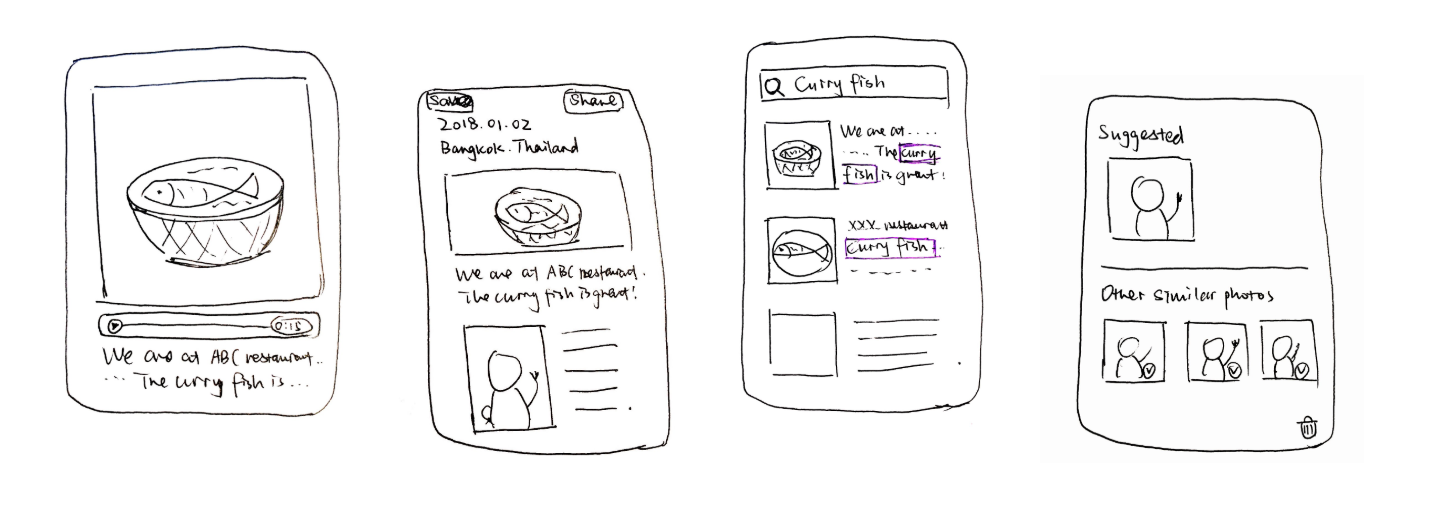 0:15
We are at ABC restaurant..
... The curry fish is ...
Save
Share
2018.01.02
Bangkok. Thailand
We are at ABC restaurant.
The curry fish is great!
Curry fish
We are at ....
..... The curry
fish is great!
XXX restaurant
Curry fish..
Suggested
Other similar photos